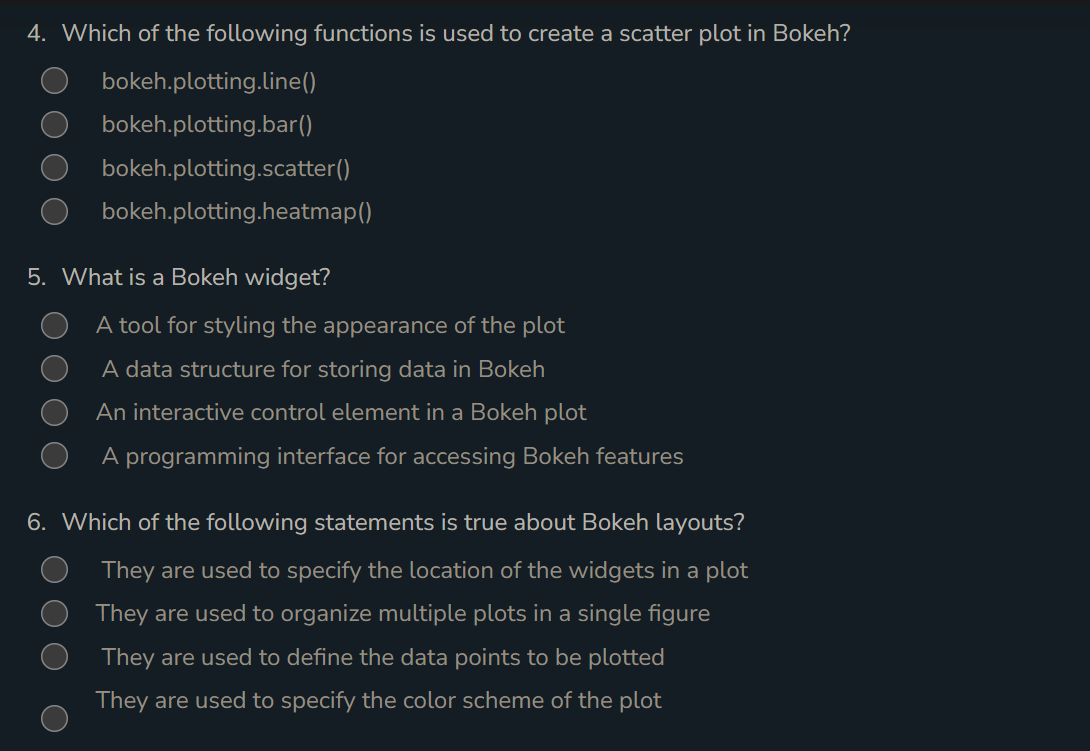 4. Which of the following functions is used to create a scatter plot in Bokeh?
bokeh.plotting.line()
bokeh.plotting.bar()
bokeh.plotting.scatter()
bokeh.plotting.heatmap()
5. What is a Bokeh widget?
A tool for styling the appearance of the plot
A data structure for storing data in Bokeh
An interactive control element in a Bokeh plot
A programming interface for accessing Bokeh features
6. Which of the following statements is true about Bokeh layouts?
They are used to specify the location of the widgets in a plot
They are used to organize multiple plots in a single figure
They are used to define the data points to be plotted
They are used to specify the color scheme of the plot